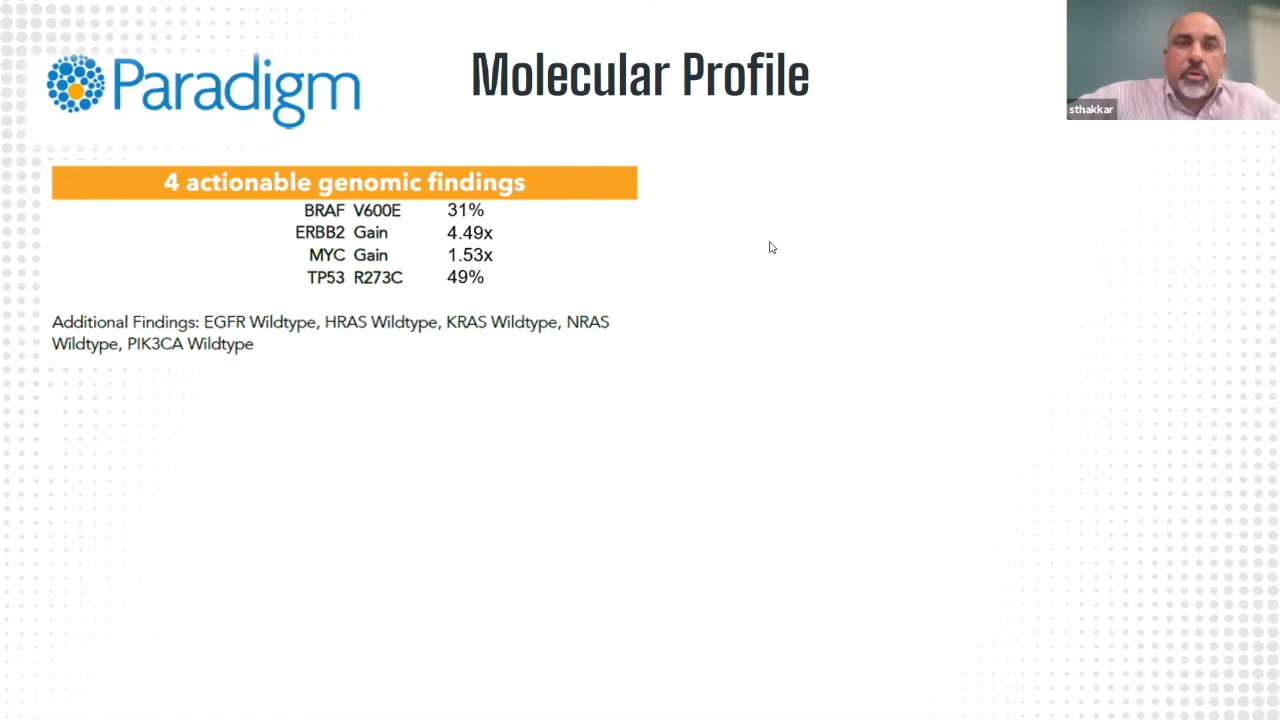 Paradigm
Molecular Profile
sthakkar
4 actionable genomic findings
BRAF V600E 31%
ERBB2 Gain 4.49x
MYC Gain 1.53x
TP53 R273C 49%
Additional Findings: EGFR Wildtype, HRAS Wildtype, KRAS Wildtype, NRAS
Wildtype, PIK3CA Wildtype